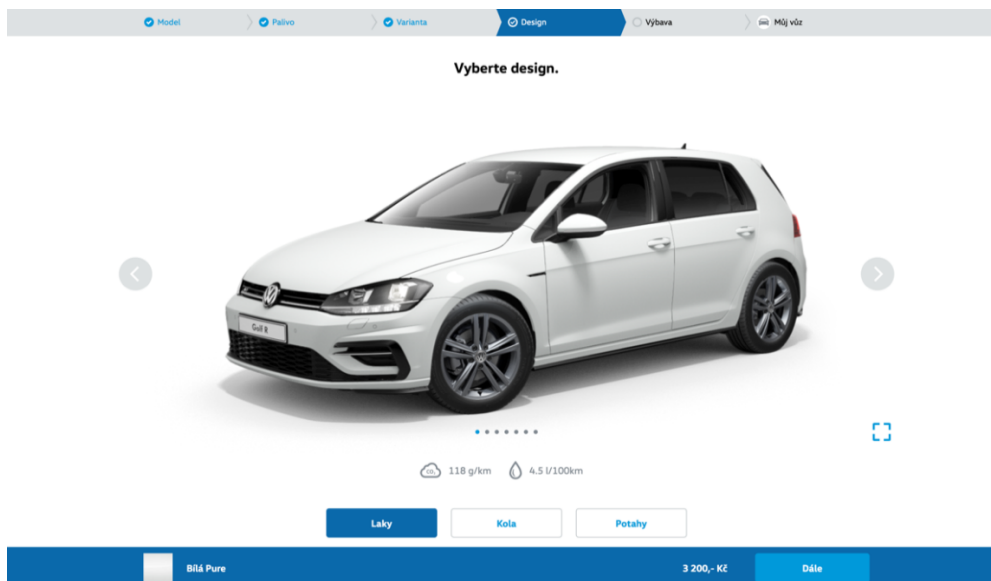 Model
Palivo
Varianta
Design
Výbava
Můj vůz
Vyberte design.
Golf R
CO₂ 118 g/km 4.5 l/100km
Laky
Kola
Potahy
Bílá Pure 3 200,- Kč Dále